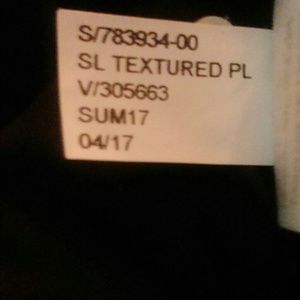 S/783934-00
SL TEXTURED PL
V/305663
SUM17
04/17